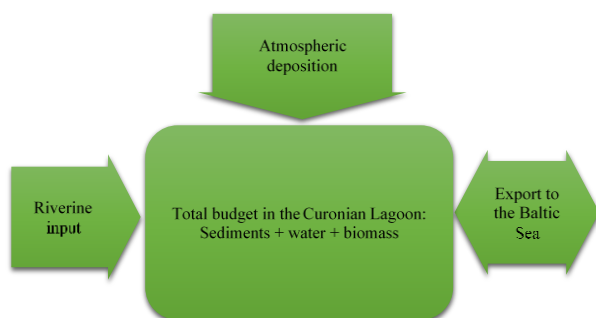 Atmospheric
deposition
Riverine
input
Total budget in the Curonian Lagoon:
Sediments + water + biomass
Export to
the Baltic
Sea